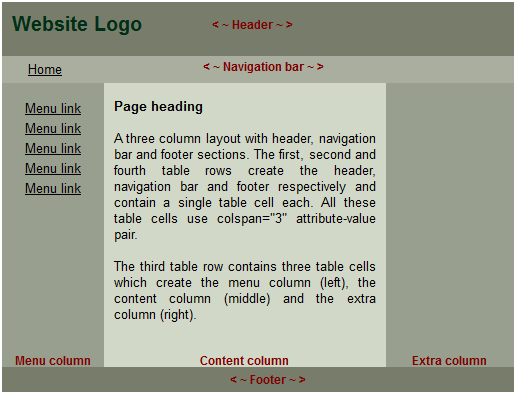 Website Logo
< ~ Header ~ >
Home
< ~ Navigation bar ~ >
Menu link
Menu link
Menu link
Menu link
Menu link
Page heading
A three column layout with header, navigation
bar and footer sections. The first, second and
fourth table rows create the header,
navigation bar and footer respectively and
contain a single table cell each. All these
table cells use colspan="3" attribute-value
pair.
The third table row contains three table cells
which create the menu column (left), the
content column (middle) and the extra
column (right).
Menu column
Content column
Extra column
< ~ Footer ~ >